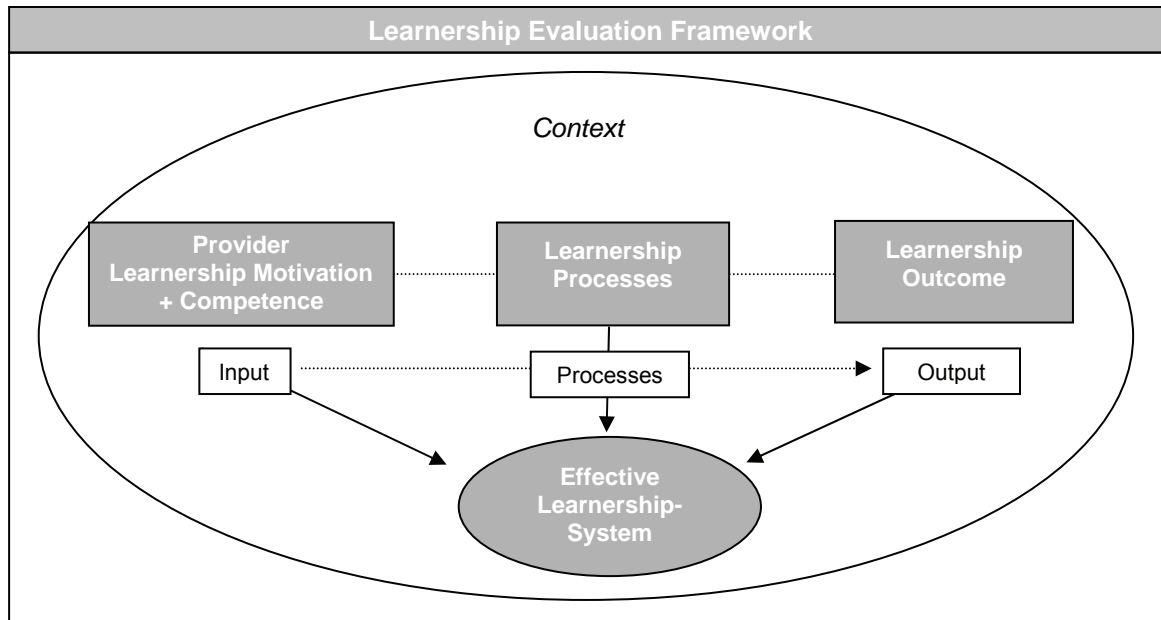 Learnership Evaluation Framework
Context
Provider
Learnership Motivation
+ Competence
Learnership
Processes
Learnership
Outcome
Input
Processes
Output
Effective
Learnership-
System